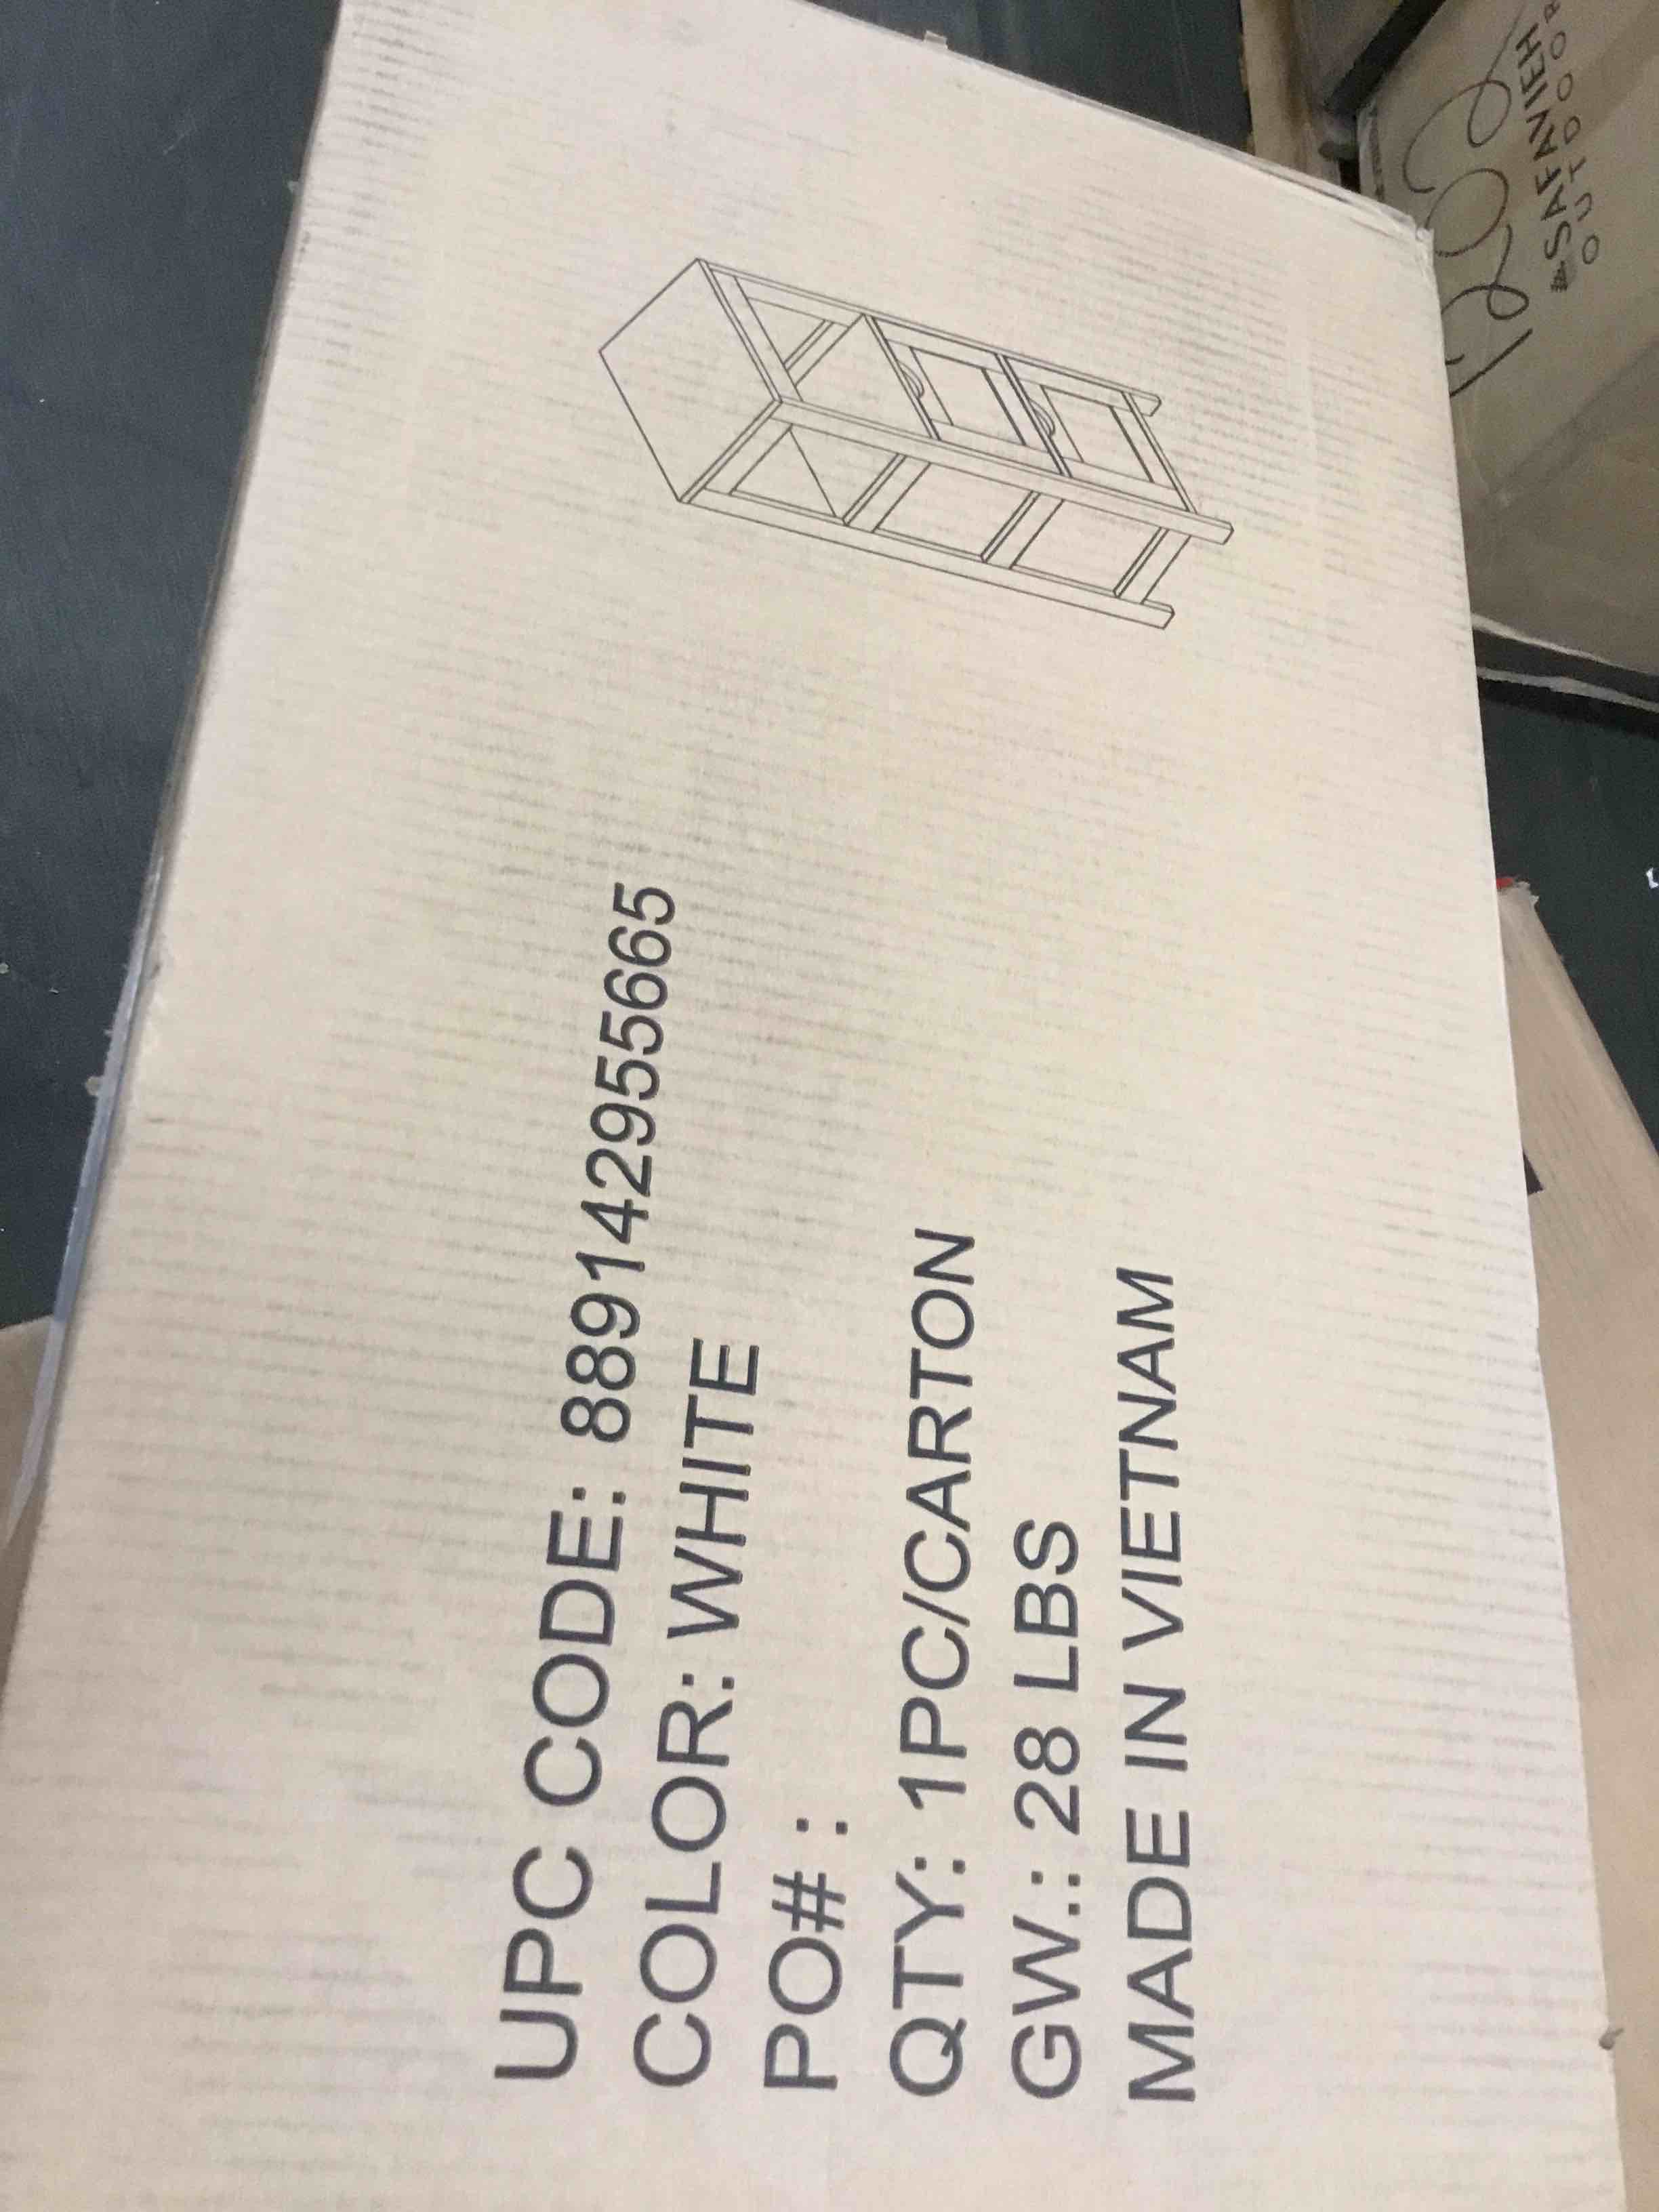 UPC CODE: 889142955665
COLOR: WHITE
PO# :
QTY: 1PC/CARTON
GW.: 28 LBS
MADE IN VIETNAM
SAFAVIEH
OUTDOOR